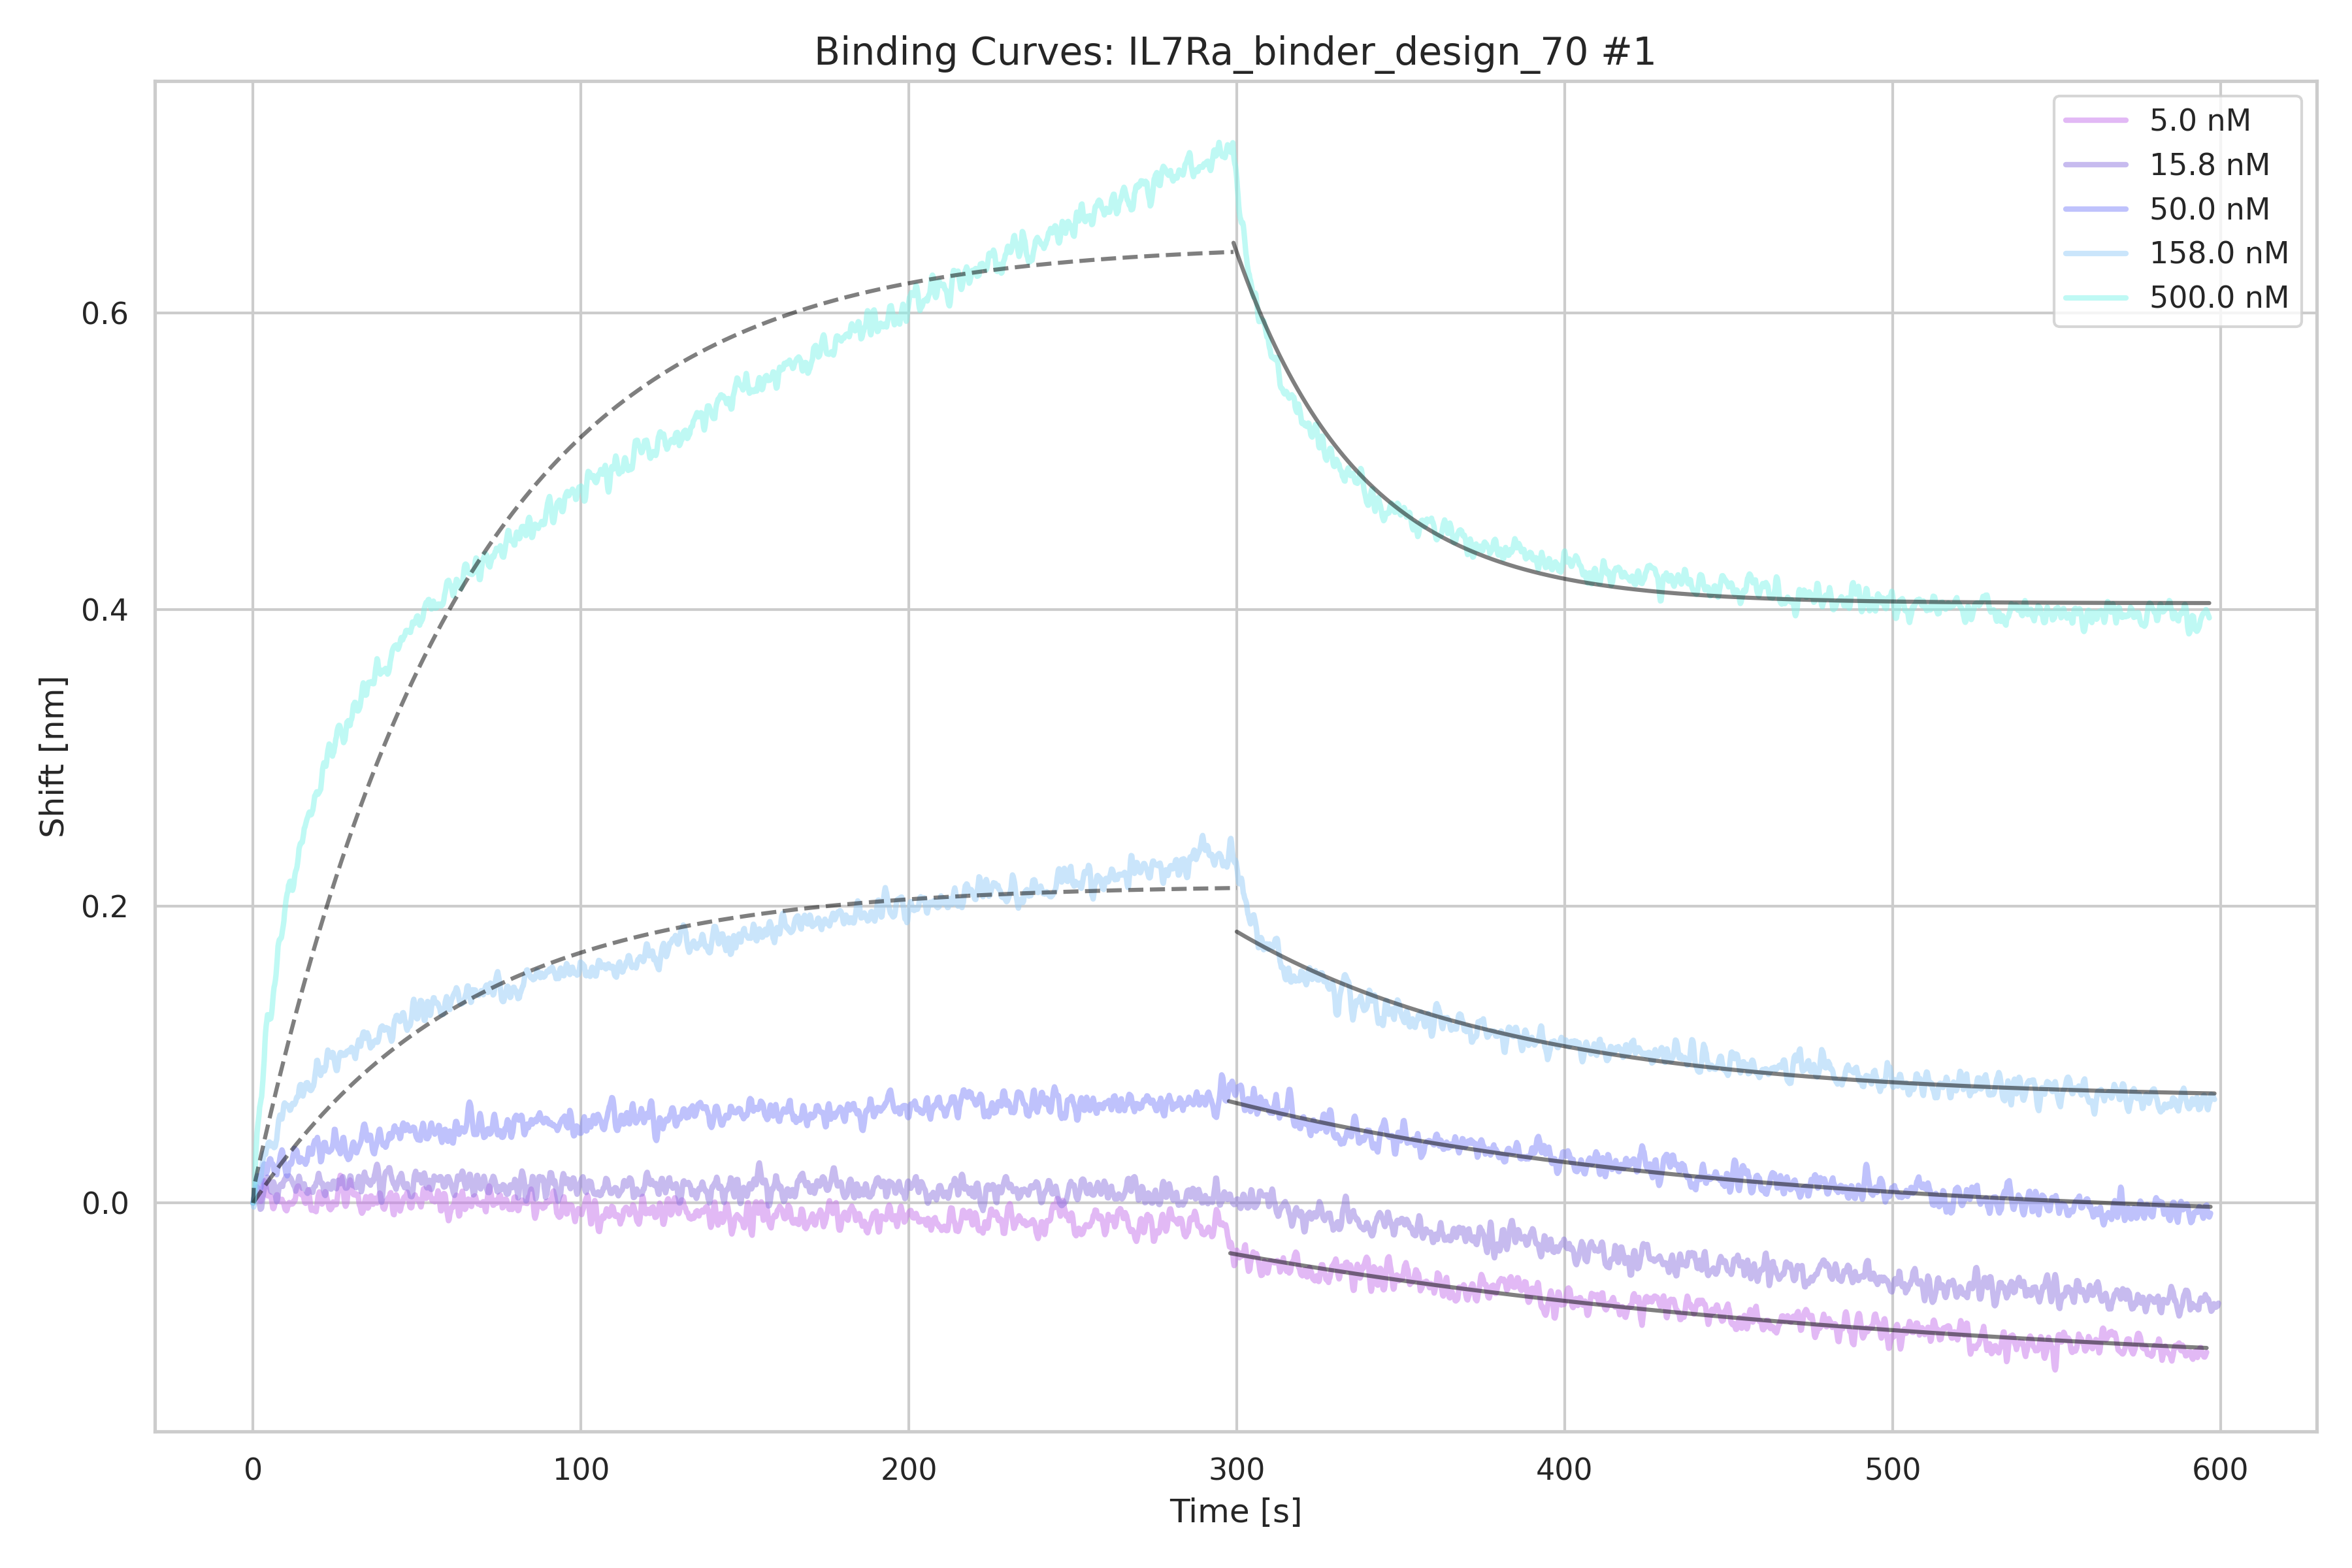 Binding Curves: IL7Ra_binder_design_70 #1
5.0 nM
15.8 nM
50.0 nM
158.0 nM
500.0 nM
Shift [nm]
0.6
0.4
0.2
0.0
0 100 200 300 400 500 600
Time [s]